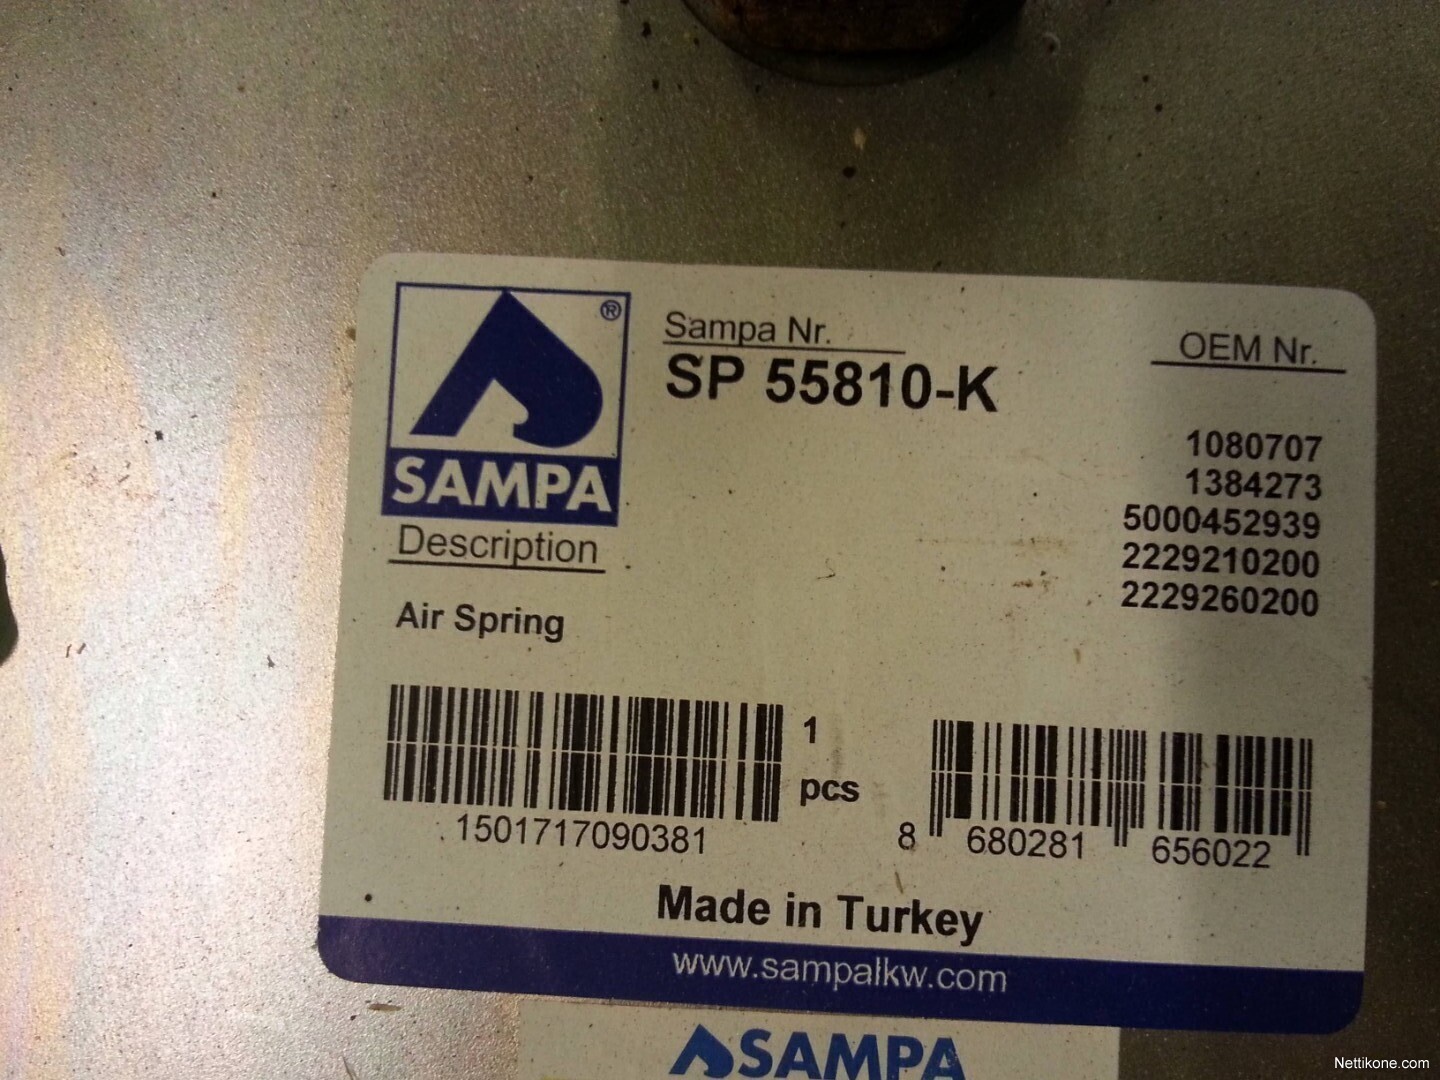 ®
SAMPA
Sampa Nr.
SP 55810-K
OEM Nr.
1080707
1384273
5000452939
2229210200
2229260200
Description
Air Spring
1
pcs
1501717090381
8 680281 656022
Made in Turkey
www.sampalkw.com
SAMPA
Nettikone.com